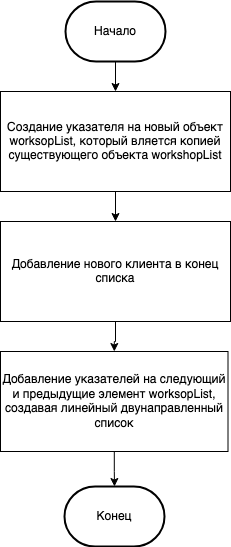 Начало
Создание указателя на новый объект
worksopList, который вляется копией
существующего объекта workshopList
Добавление нового клиента в конец
списка
Добавление указателей на следующий
и предыдущие элемент worksopList,
создавая линейный двунаправленный
список
Конец